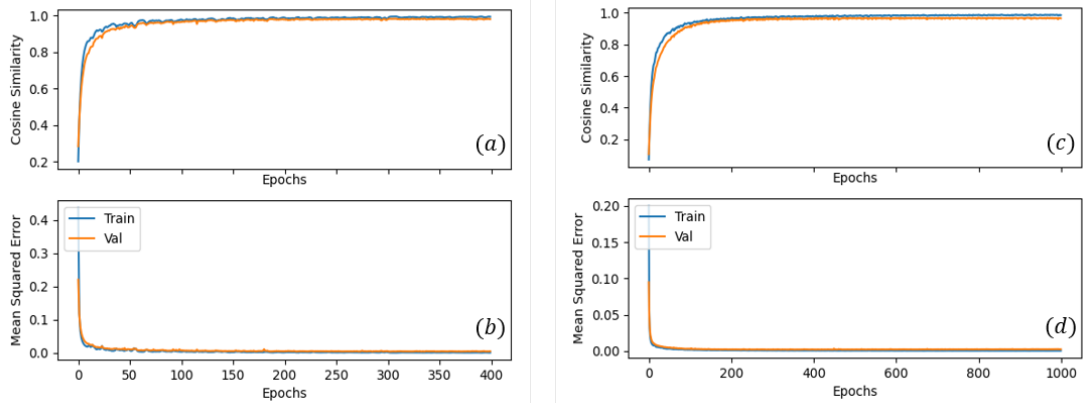 1.0
0.8
0.6
0.4
0.2
Cosine Similarity
(a)
Epochs
0.4
0.3
0.2
0.1
0.0
Mean Squared Error
Train
Val
(b)
0 50 100 150 200 250 300 350 400
Epochs
1.0
0.8
0.6
0.4
0.2
Cosine Similarity
(c)
Epochs
0.20
0.15
0.10
0.05
0.00
Mean Squared Error
Train
Val
(d)
0 200 400 600 800 1000
Epochs